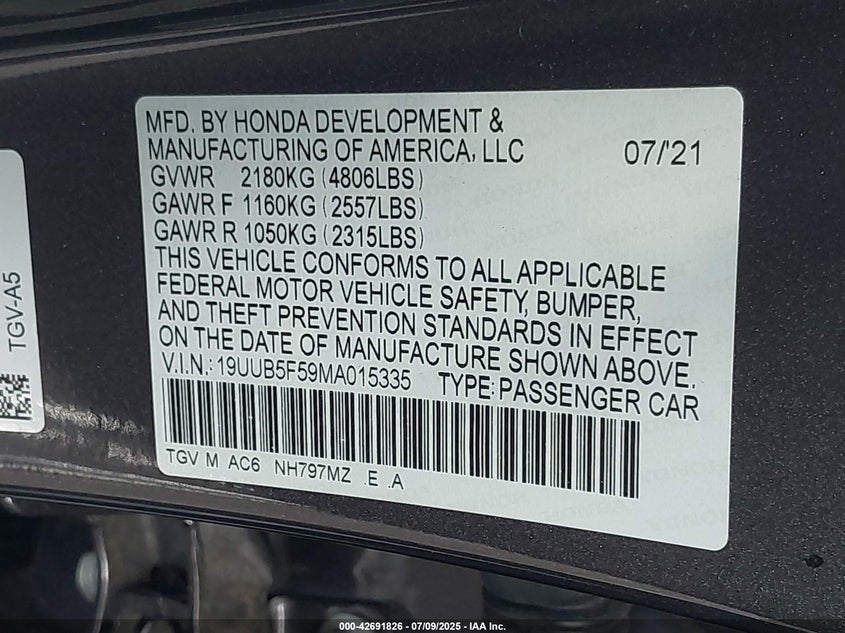 MFD. BY HONDA DEVELOPMENT &
MANUFACTURING OF AMERICA, LLC 07/'21
GVWR 2180KG (4806LBS)
GAWR F 1160KG (2557LBS)
GAWR R 1050KG (2315LBS)
THIS VEHICLE CONFORMS TO ALL APPLICABLE
FEDERAL MOTOR VEHICLE SAFETY, BUMPER,
AND THEFT PREVENTION STANDARDS IN EFFECT
ON THE DATE OF MANUFACTURE SHOWN ABOVE.
V.I.N.: 19UUB5F59MA015335 TYPE: PASSENGER CAR
TGV M AC6 NH797MZ .E .A
TGV-A5
000-42691826 - 07/09/2025 - IAA Inc.